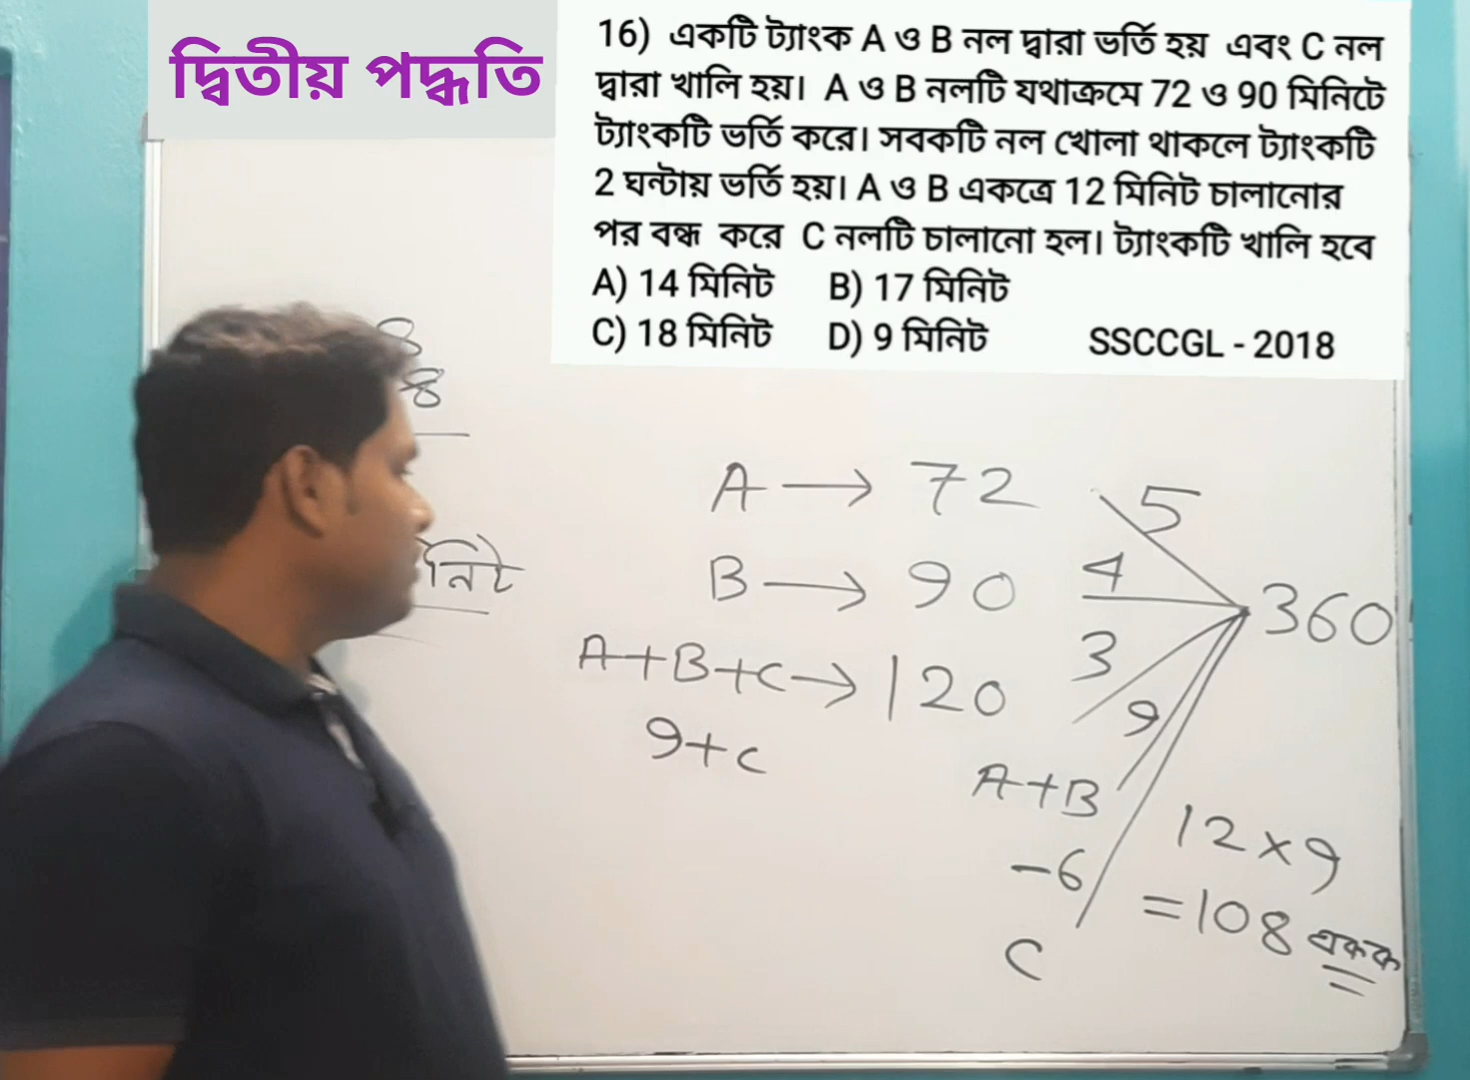 দ্বিতীয় পদ্ধতি
16) একটি ট্যাংক A ও B নল দ্বারা ভর্তি হয় এবং C নল
দ্বারা খালি হয়। A ও B নলটি যথাক্রমে 72 ও 90 মিনিটে
ট্যাংকটি ভর্তি করে। সবকটি নল খোলা থাকলে ট্যাংকটি
2 ঘন্টায় ভর্তি হয়। A ও B একত্রে 12 মিনিট চালানোর
পর বন্ধ করে C নলটি চালানো হল। ট্যাংকটি খালি হবে
A) 14 মিনিট B) 17 মিনিট
C) 18 মিনিট D) 9 মিনিট SSCCGL - 2018
8
A → 72 5
B → 90 4 360
A+B+C → 120 3
9+C 9
A+B
12 × 9
-6
= 108 একক
C